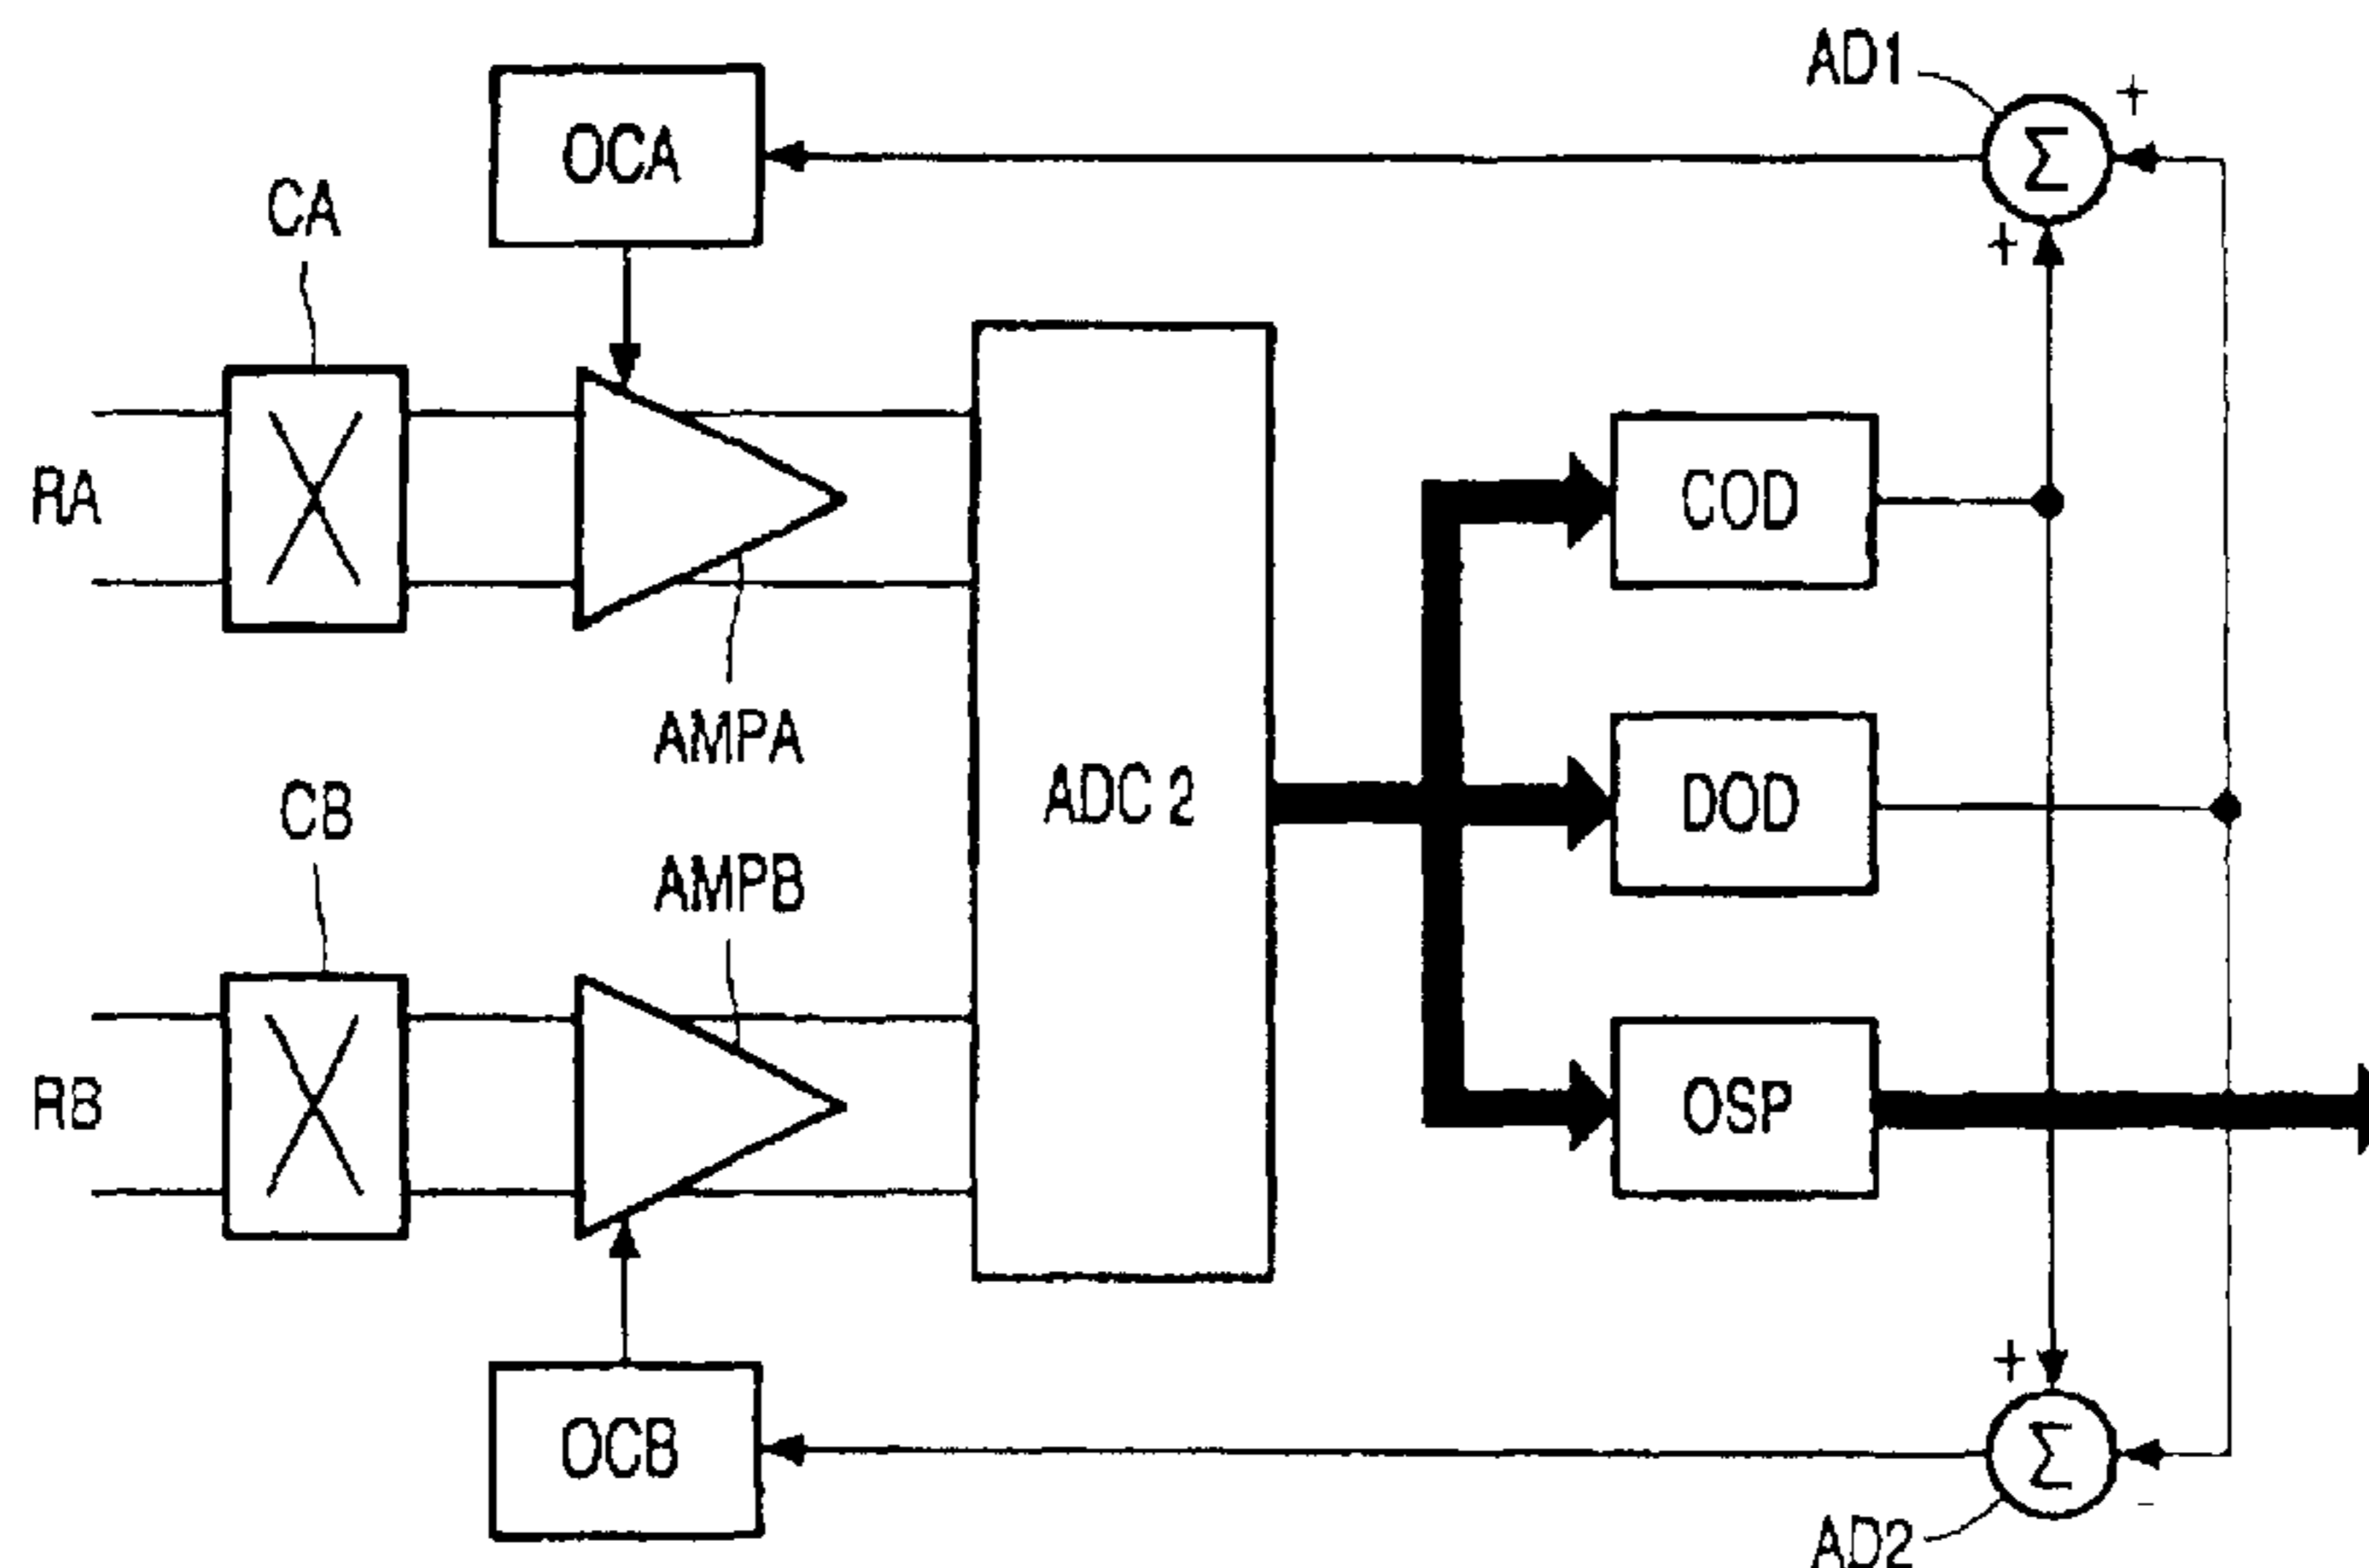 AD1
+
OCA
Σ
CA
+
RA
COD
AMPA
CB
ADC 2
DOD
AMPB
RB
OSP
+
OCB
Σ
-
AD2